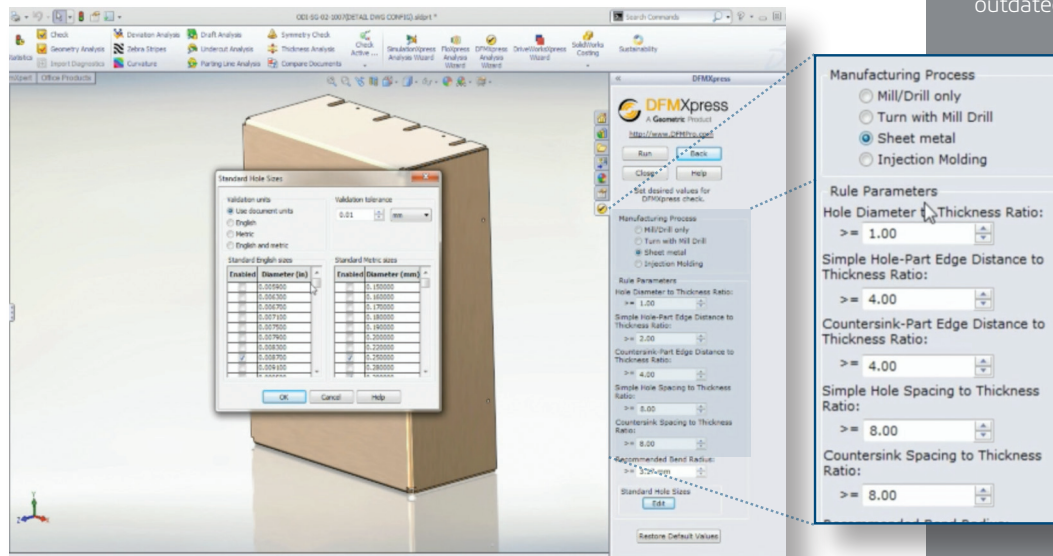 outdate
ODI-SG-02-1007(DETAIL DWG CONFIG).sldprt *
Search Commands
Check
Deviation Analysis
Draft Analysis
Symmetry Check
Geometry Analysis
Zebra Stripes
Undercut Analysis
Thickness Analysis
Import Diagnostics
Curvature
Parting Line Analysis
Compare Documents
Check
Active ...
SimulationXpress
Analysis Wizard
FloXpress
Analysis
Wizard
DFMXpress
Analysis
Wizard
DriveWorksXpress
Wizard
SolidWorks
Costing
Sustainability
Office Products
DFMXpress
DFMXpress
A Geometric Product
Run
Back
Close
Help
Set desired values for
DFMXpress check.
Manufacturing Process
Mill/Drill only
Turn with Mill Drill
Sheet metal
Injection Molding
Rule Parameters
Hole Diameter to Thickness Ratio:
>= 1.00
Simple Hole-Part Edge Distance to
Thickness Ratio:
>= 2.00
Countersink-Part Edge Distance to
Thickness Ratio:
>= 4.00
Simple Hole Spacing to Thickness
Ratio:
>= 8.00
Countersink Spacing to Thickness
Ratio:
>= 8.00
Recommended Bend Radius:
Standard Hole Sizes
Edit
Restore Default Values
Standard Hole Sizes
Validation units
Use document units
English
Metric
English and metric
Validation tolerance
0.01 mm
Standard English sizes
Enabled Diameter (in)
0.005900
0.006300
0.006700
0.007100
0.007500
0.007900
0.008300
0.008700
0.009100
Standard Metric sizes
Enabled Diameter (mm)
0.150000
0.160000
0.170000
0.180000
0.190000
0.200000
0.220000
0.250000
0.280000
OK
Cancel
Help
Manufacturing Process
Mill/Drill only
Turn with Mill Drill
Sheet metal
Injection Molding
Rule Parameters
Hole Diameter to Thickness Ratio:
>= 1.00
Simple Hole-Part Edge Distance to
Thickness Ratio:
>= 4.00
Countersink-Part Edge Distance to
Thickness Ratio:
>= 4.00
Simple Hole Spacing to Thickness
Ratio:
>= 8.00
Countersink Spacing to Thickness
Ratio:
>= 8.00